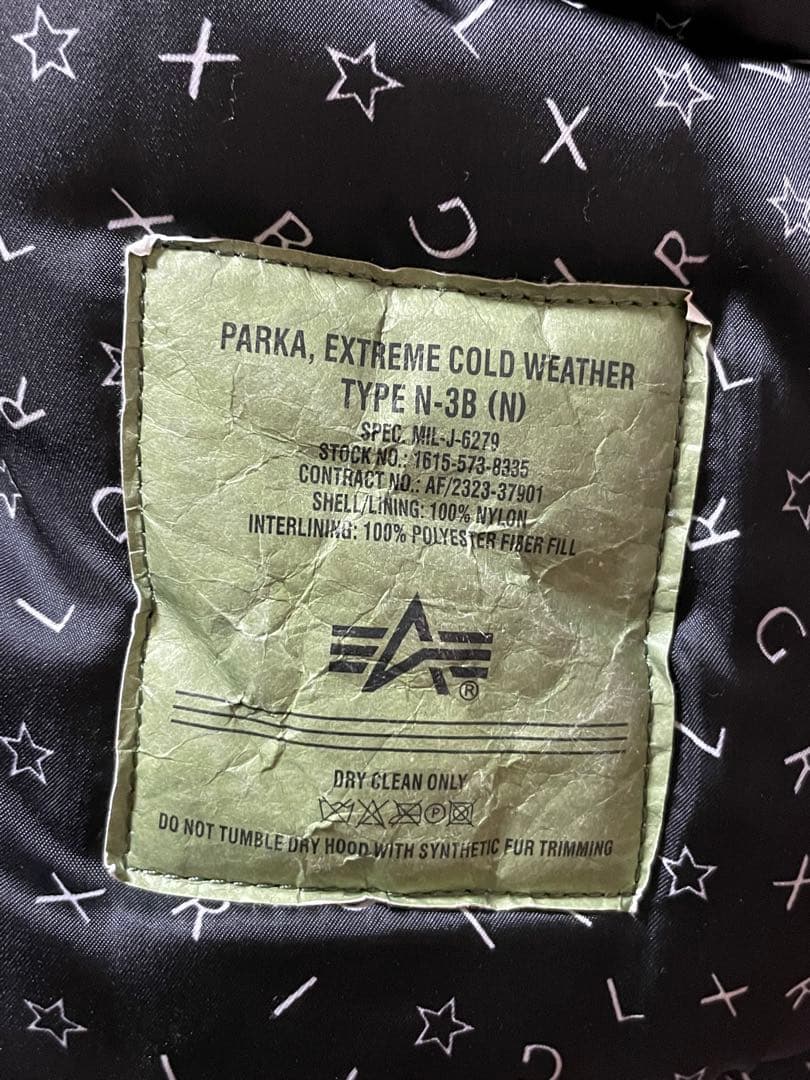 PARKA, EXTREME COLD WEATHER
TYPE N-3B (N)
SPEC. MIL-J-6279
STOCK NO.: 1615-573-8335
CONTRACT NO.: AF/2323-37901
SHELL/LINING: 100% NYLON
INTERLINING: 100% POLYESTER FIBER FILL
®
DRY CLEAN ONLY
P
DO NOT TUMBLE DRY HOOD WITH SYNTHETIC FUR TRIMMING